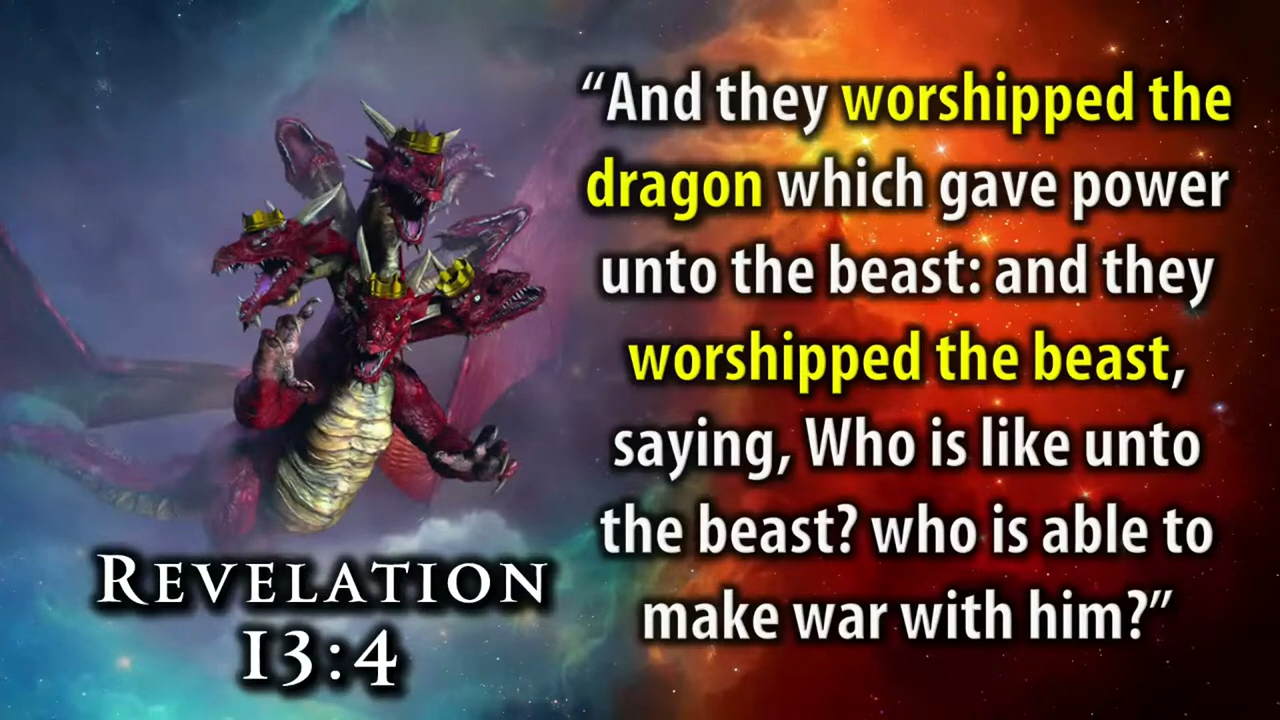 “And they worshipped the
dragon which gave power
unto the beast: and they
worshipped the beast,
saying, Who is like unto
the beast? who is able to
make war with him?”
Revelation
13:4